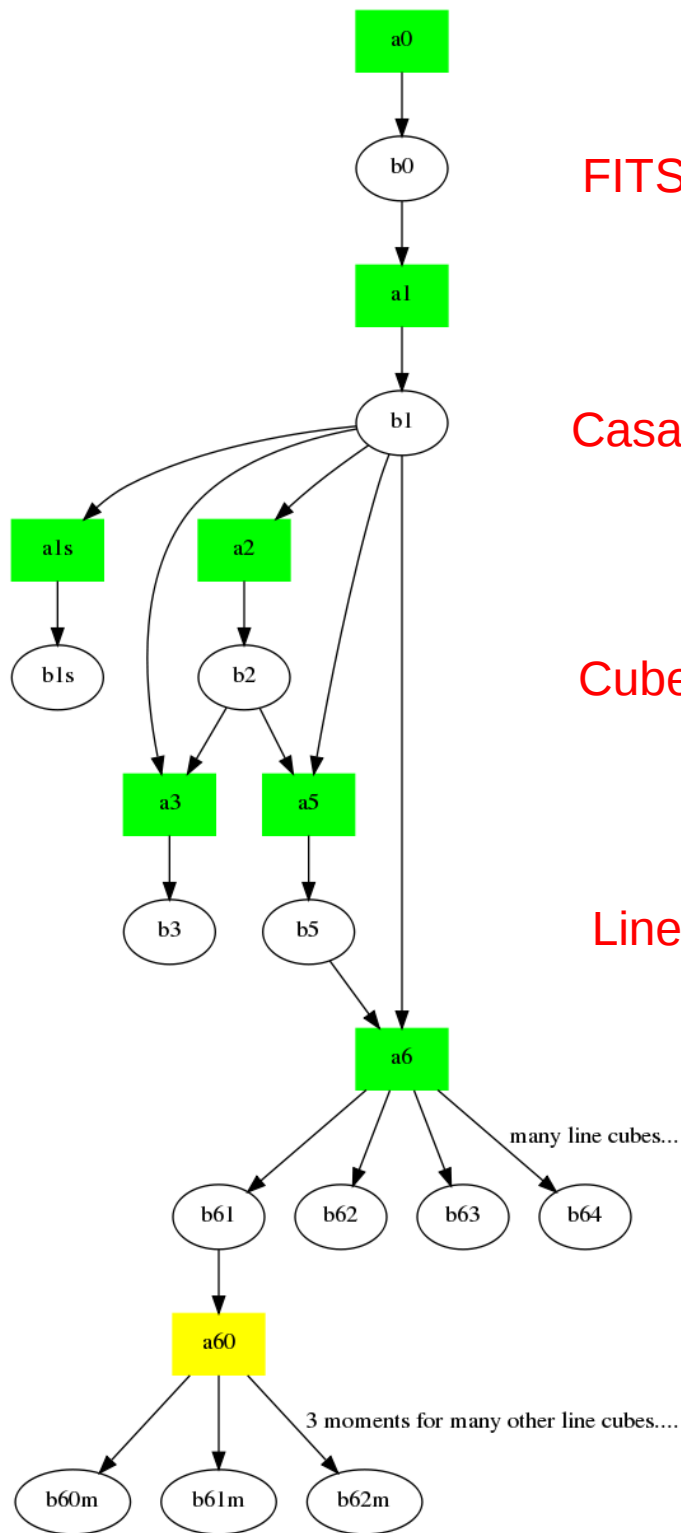 a0
b0
FITS
a1
b1
Casa
a1s
a2
b1s
b2
Cube
a3
a5
b3
b5
Line
a6
many line cubes...
b61
b62
b63
b64
a60
3 moments for many other line cubes....
b60m
b61m
b62m